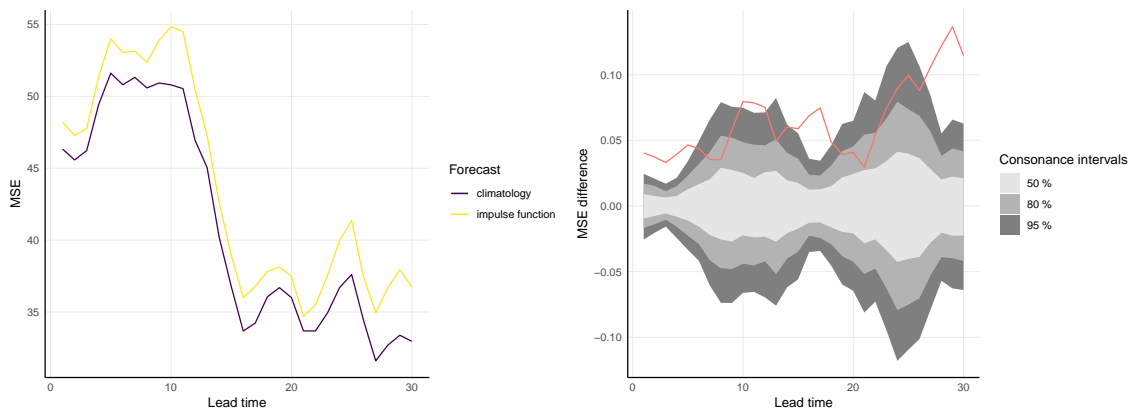 55
50
45
40
35
MSE
0
10
20
30
Lead time
Forecast
climatology
impulse function
0.10
0.05
0.00
−0.05
−0.10
MSE difference
0
10
20
30
Lead time
Consonance intervals
50 %
80 %
95 %